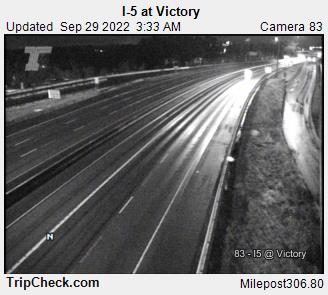 I-5 at Victory
Updated Sep 29 2022 3:33 AM Camera 83
T
N
83 - I5 @ Victory
TripCheck.com Milepost306.80